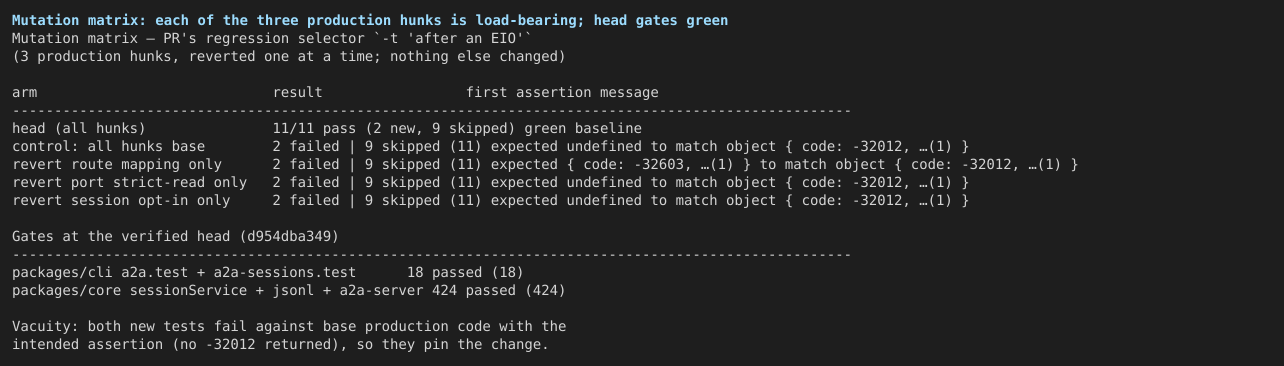 Mutation matrix: each of the three production hunks is load-bearing; head gates green
Mutation matrix — PR's regression selector `-t 'after an EIO'`
(3 production hunks, reverted one at a time; nothing else changed)
arm result first assertion message
----------------------------------------------------------------------------------------------------
head (all hunks) 11/11 pass (2 new, 9 skipped) green baseline
control: all hunks base 2 failed | 9 skipped (11) expected undefined to match object { code: -32012, …(1) }
revert route mapping only 2 failed | 9 skipped (11) expected { code: -32603, …(1) } to match object { code: -32012, …(1) }
revert port strict-read only 2 failed | 9 skipped (11) expected undefined to match object { code: -32012, …(1) }
revert session opt-in only 2 failed | 9 skipped (11) expected undefined to match object { code: -32012, …(1) }
Gates at the verified head (d954dba349)
----------------------------------------------------------------------------------------------------
packages/cli a2a.test + a2a-sessions.test 18 passed (18)
packages/core sessionService + jsonl + a2a-server 424 passed (424)
Vacuity: both new tests fail against base production code with the
intended assertion (no -32012 returned), so they pin the change.